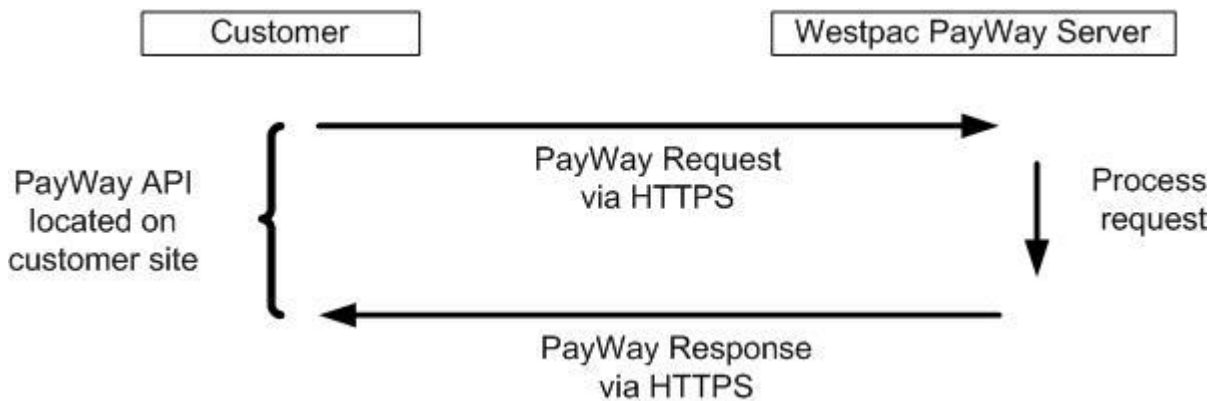 Customer
Westpac PayWay Server
PayWay Request
via HTTPS
PayWay API
located on
customer site
Process
request
PayWay Response
via HTTPS